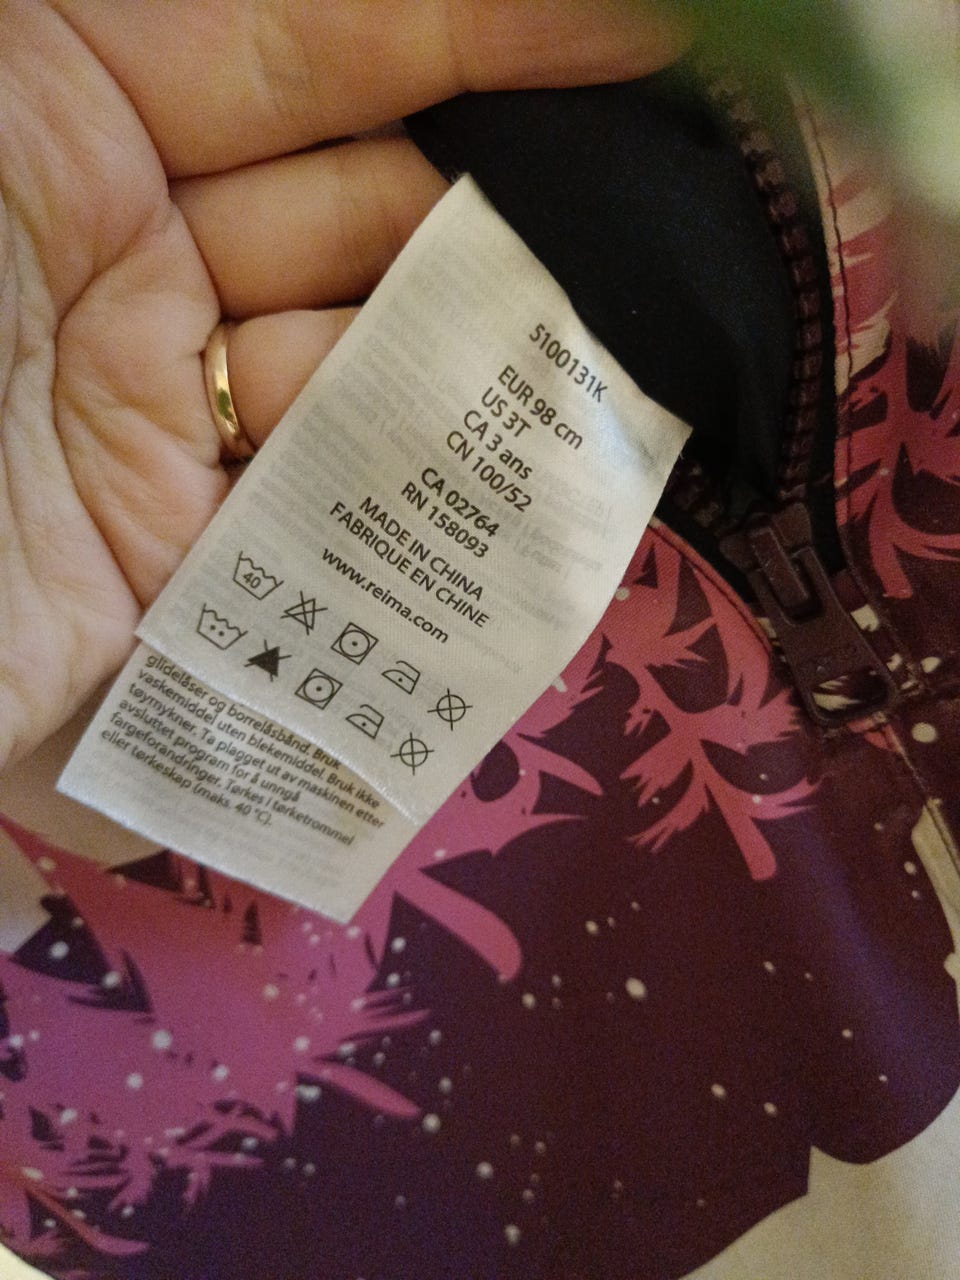 5100131K
EUR 98 cm
US 3T
CA 3 ans
CN 100/52
CA 02764
RN 158093
MADE IN CHINA
FABRIQUE EN CHINE
www.reima.com
40
glidelåser og borrelåsbånd. Bruk
vaskemiddel uten blekemiddel. Bruk ikke
tøymykner. Ta plagget ut av maskinen etter
avsluttet program for å unngå
fargeforandringer. Tørkes i tørketrommel
eller tørkeskap (maks. 40 °C).